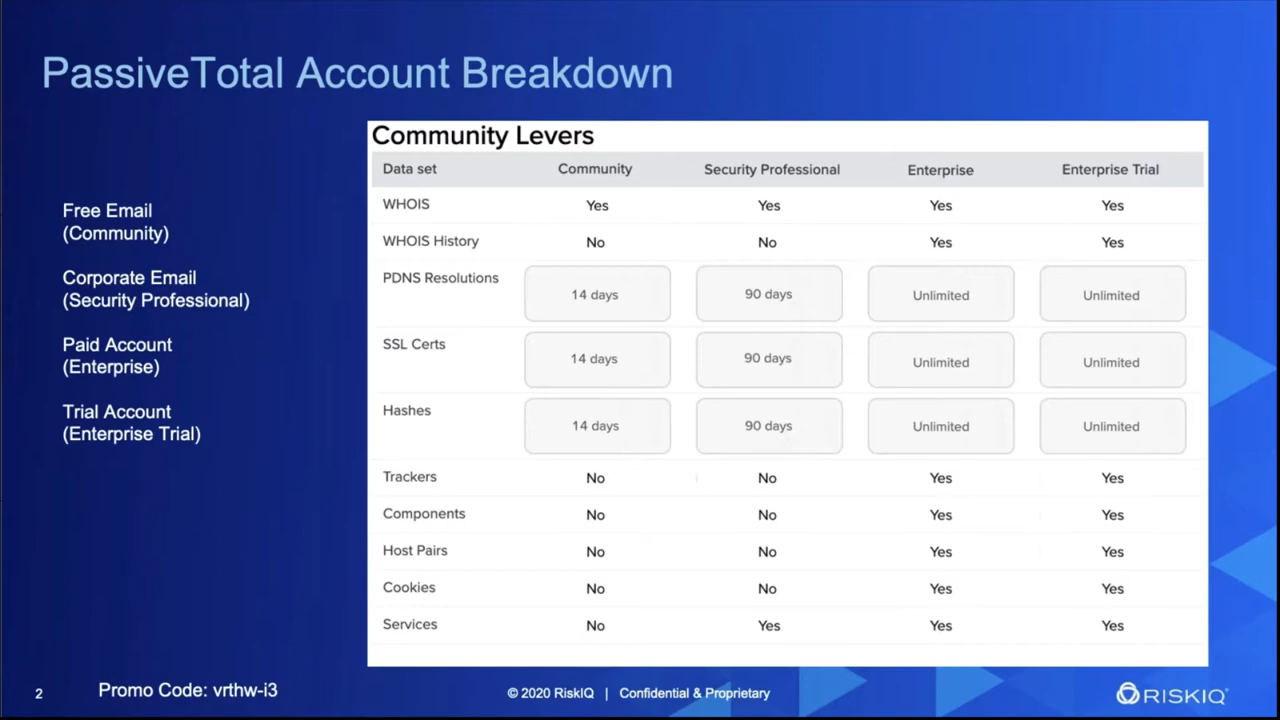 PassiveTotal Account Breakdown
Free Email
(Community)
Corporate Email
(Security Professional)
Paid Account
(Enterprise)
Trial Account
(Enterprise Trial)
Community Levers
Data set Community Security Professional Enterprise Enterprise Trial
WHOIS Yes Yes Yes Yes
WHOIS History No No Yes Yes
PDNS Resolutions 14 days 90 days Unlimited Unlimited
SSL Certs 14 days 90 days Unlimited Unlimited
Hashes 14 days 90 days Unlimited Unlimited
Trackers No No Yes Yes
Components No No Yes Yes
Host Pairs No No Yes Yes
Cookies No No Yes Yes
Services No Yes Yes Yes
2 Promo Code: vrthw-i3 © 2020 RiskIQ | Confidential & Proprietary RISKIQ